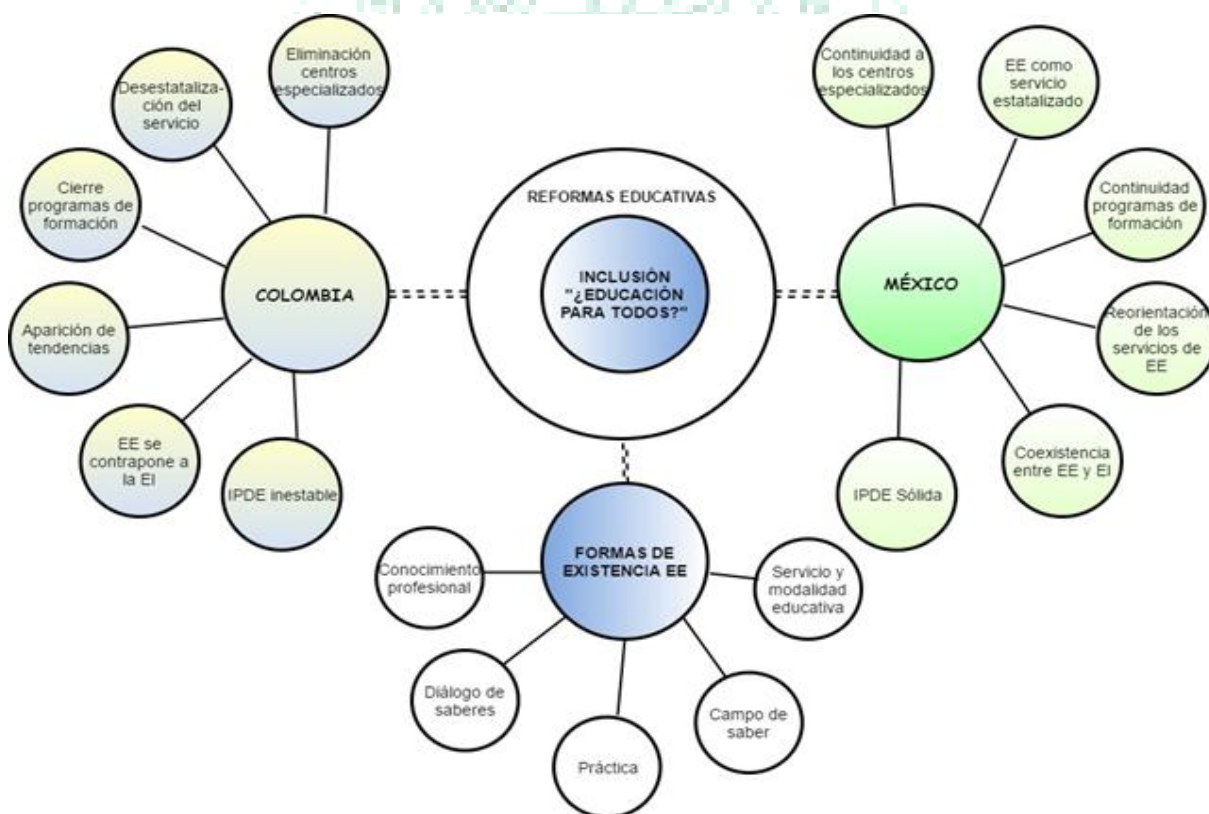 Eliminación
centros
especializados
Desestataliza-
ción del
servicio
Cierre
programas de
formación
COLOMBIA
Aparición de
tendencias
EE se
contrapone a
la EI
IPDE inestable
REFORMAS EDUCATIVAS
INCLUSIÒN
"¿EDUCACIÓN
PARA TODOS?"
Continuidad a
los centros
especializados
EE como
servicio
estatalizado
Continuidad
programas de
formación
MÉXICO
Reorientación
de los
servicios de
EE
Coexistencia
entre EE y EI
IPDE Sólida
FORMAS DE
EXISTENCIA EE
Conocimiento
profesional
Diálogo de
saberes
Práctica
Campo de
saber
Servicio y
modalidad
educativa